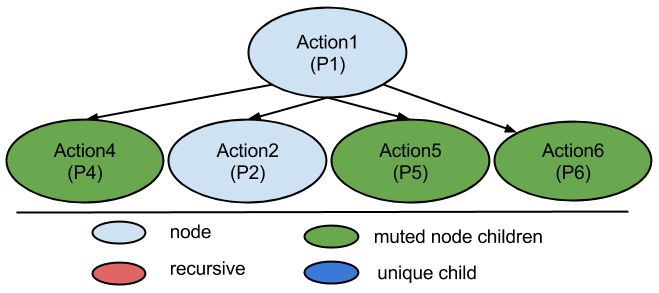 Action1
(P1)
Action4
(P4)
Action2
(P2)
Action5
(P5)
Action6
(P6)
node
muted node children
recursive
unique child